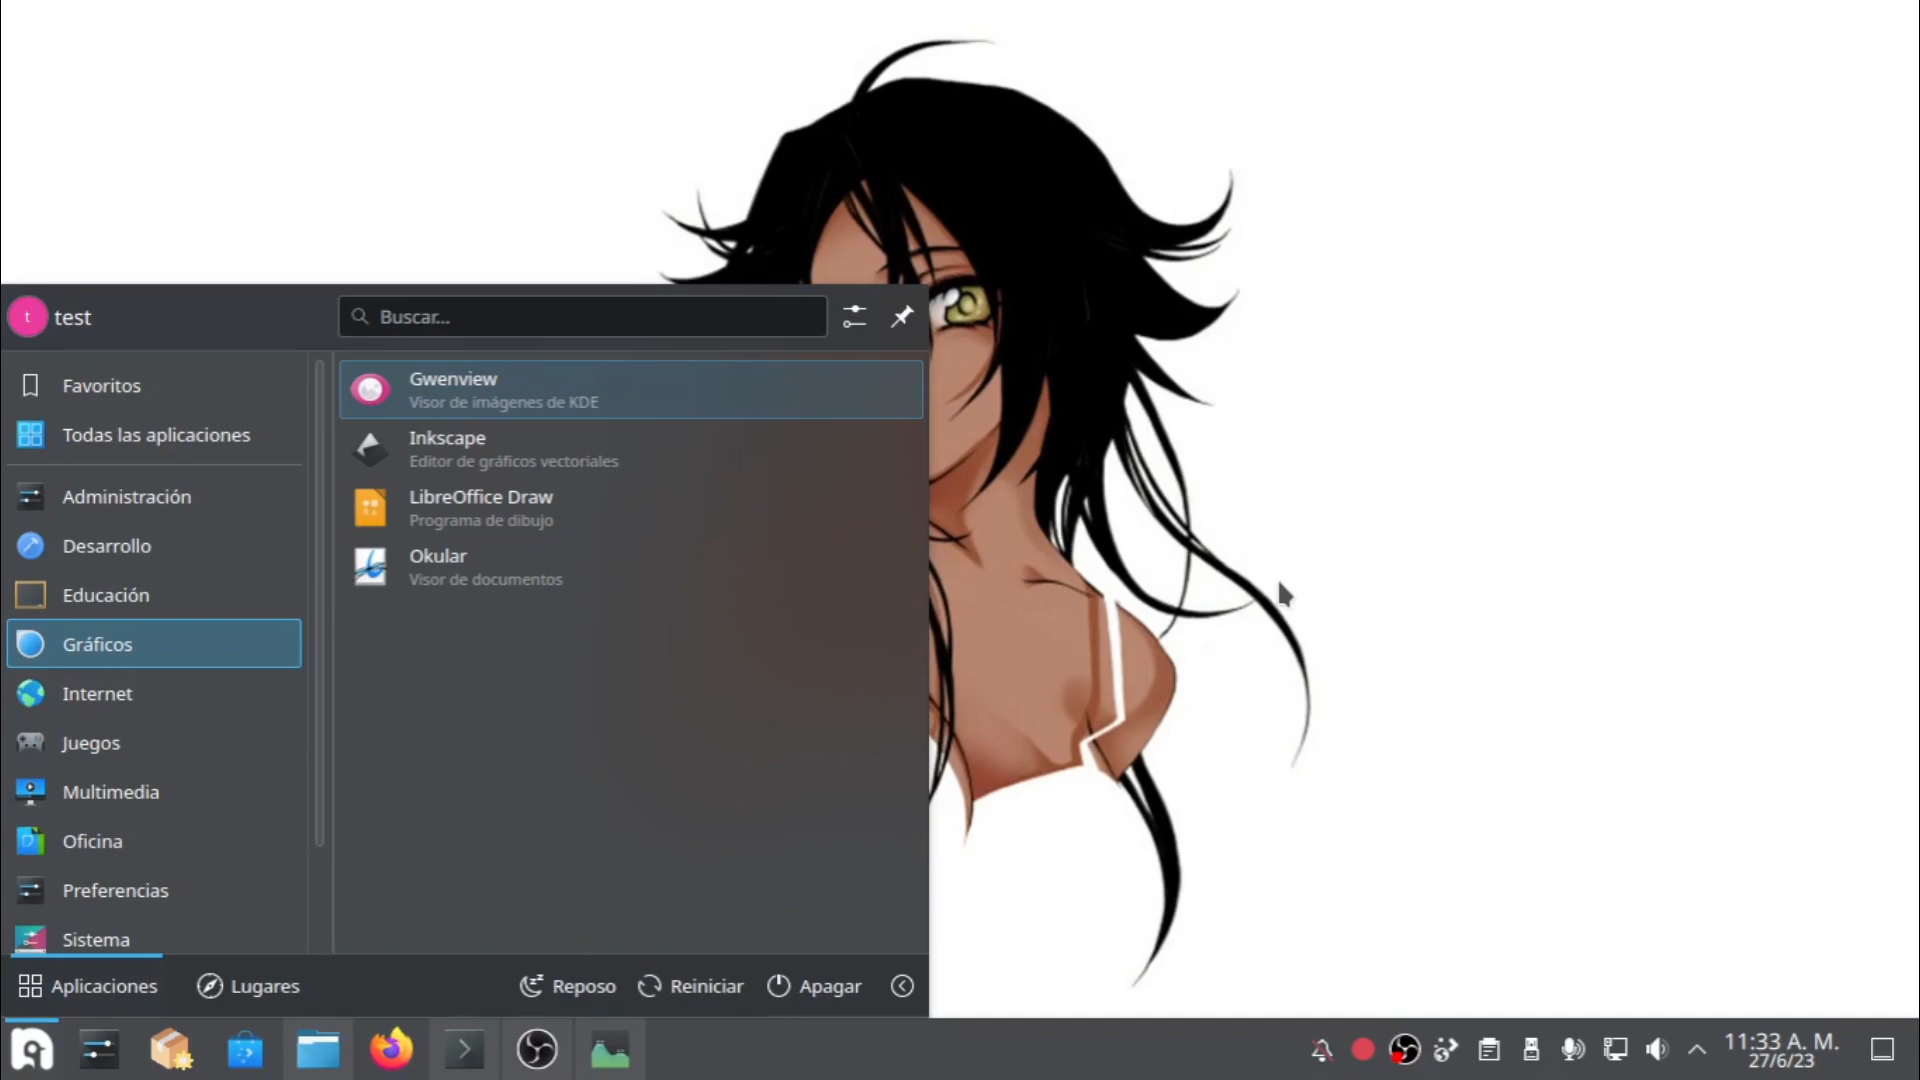 t
test
Buscar...
Favoritos
Todas las aplicaciones
Administración
Desarrollo
Educación
Gráficos
Internet
Juegos
Multimedia
Oficina
Preferencias
Sistema
Gwenview
Visor de imágenes de KDE
Inkscape
Editor de gráficos vectoriales
LibreOffice Draw
Programa de dibujo
Okular
Visor de documentos
Aplicaciones
Lugares
Reposo
Reiniciar
Apagar
11:33 A. M.
27/6/23